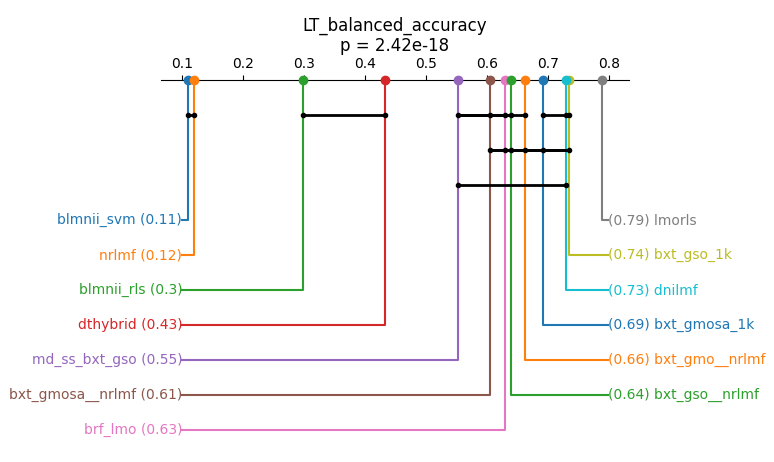 LT_balanced_accuracy
p = 2.42e-18
0.1 0.2 0.3 0.4 0.5 0.6 0.7 0.8
blmnii_svm (0.11)
(0.79) lmorls
nrlmf (0.12)
(0.74) bxt_gso_1k
blmnii_rls (0.3)
(0.73) dnilmf
dthybrid (0.43)
(0.69) bxt_gmosa_1k
md_ss_bxt_gso (0.55)
(0.66) bxt_gmo__nrlmf
bxt_gmosa__nrlmf (0.61)
(0.64) bxt_gso__nrlmf
brf_lmo (0.63)